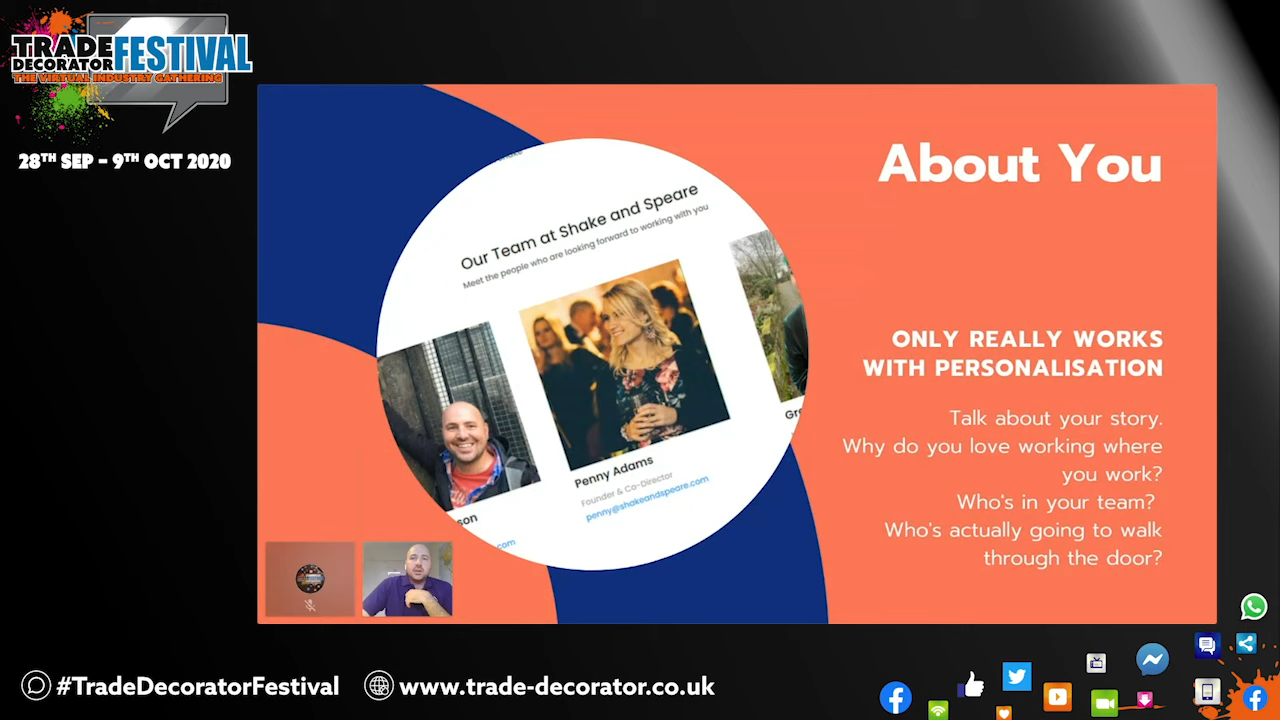 TRADE
DECORATOR
FESTIVAL
THE VIRTUAL INDUSTRY GATHERING
28TH SEP - 9TH OCT 2020
About You
Our Team at Shake and Speare
Meet the people who are looking forward to working with you
Penny Adams
Founder & Co-Director
penny@shakeandspeare.com
son
.com
Gre
ONLY REALLY WORKS
WITH PERSONALISATION
Talk about your story.
Why do you love working where
you work?
Who's in your team?
Who's actually going to walk
through the door?
#TradeDecoratorFestival
www.trade-decorator.co.uk